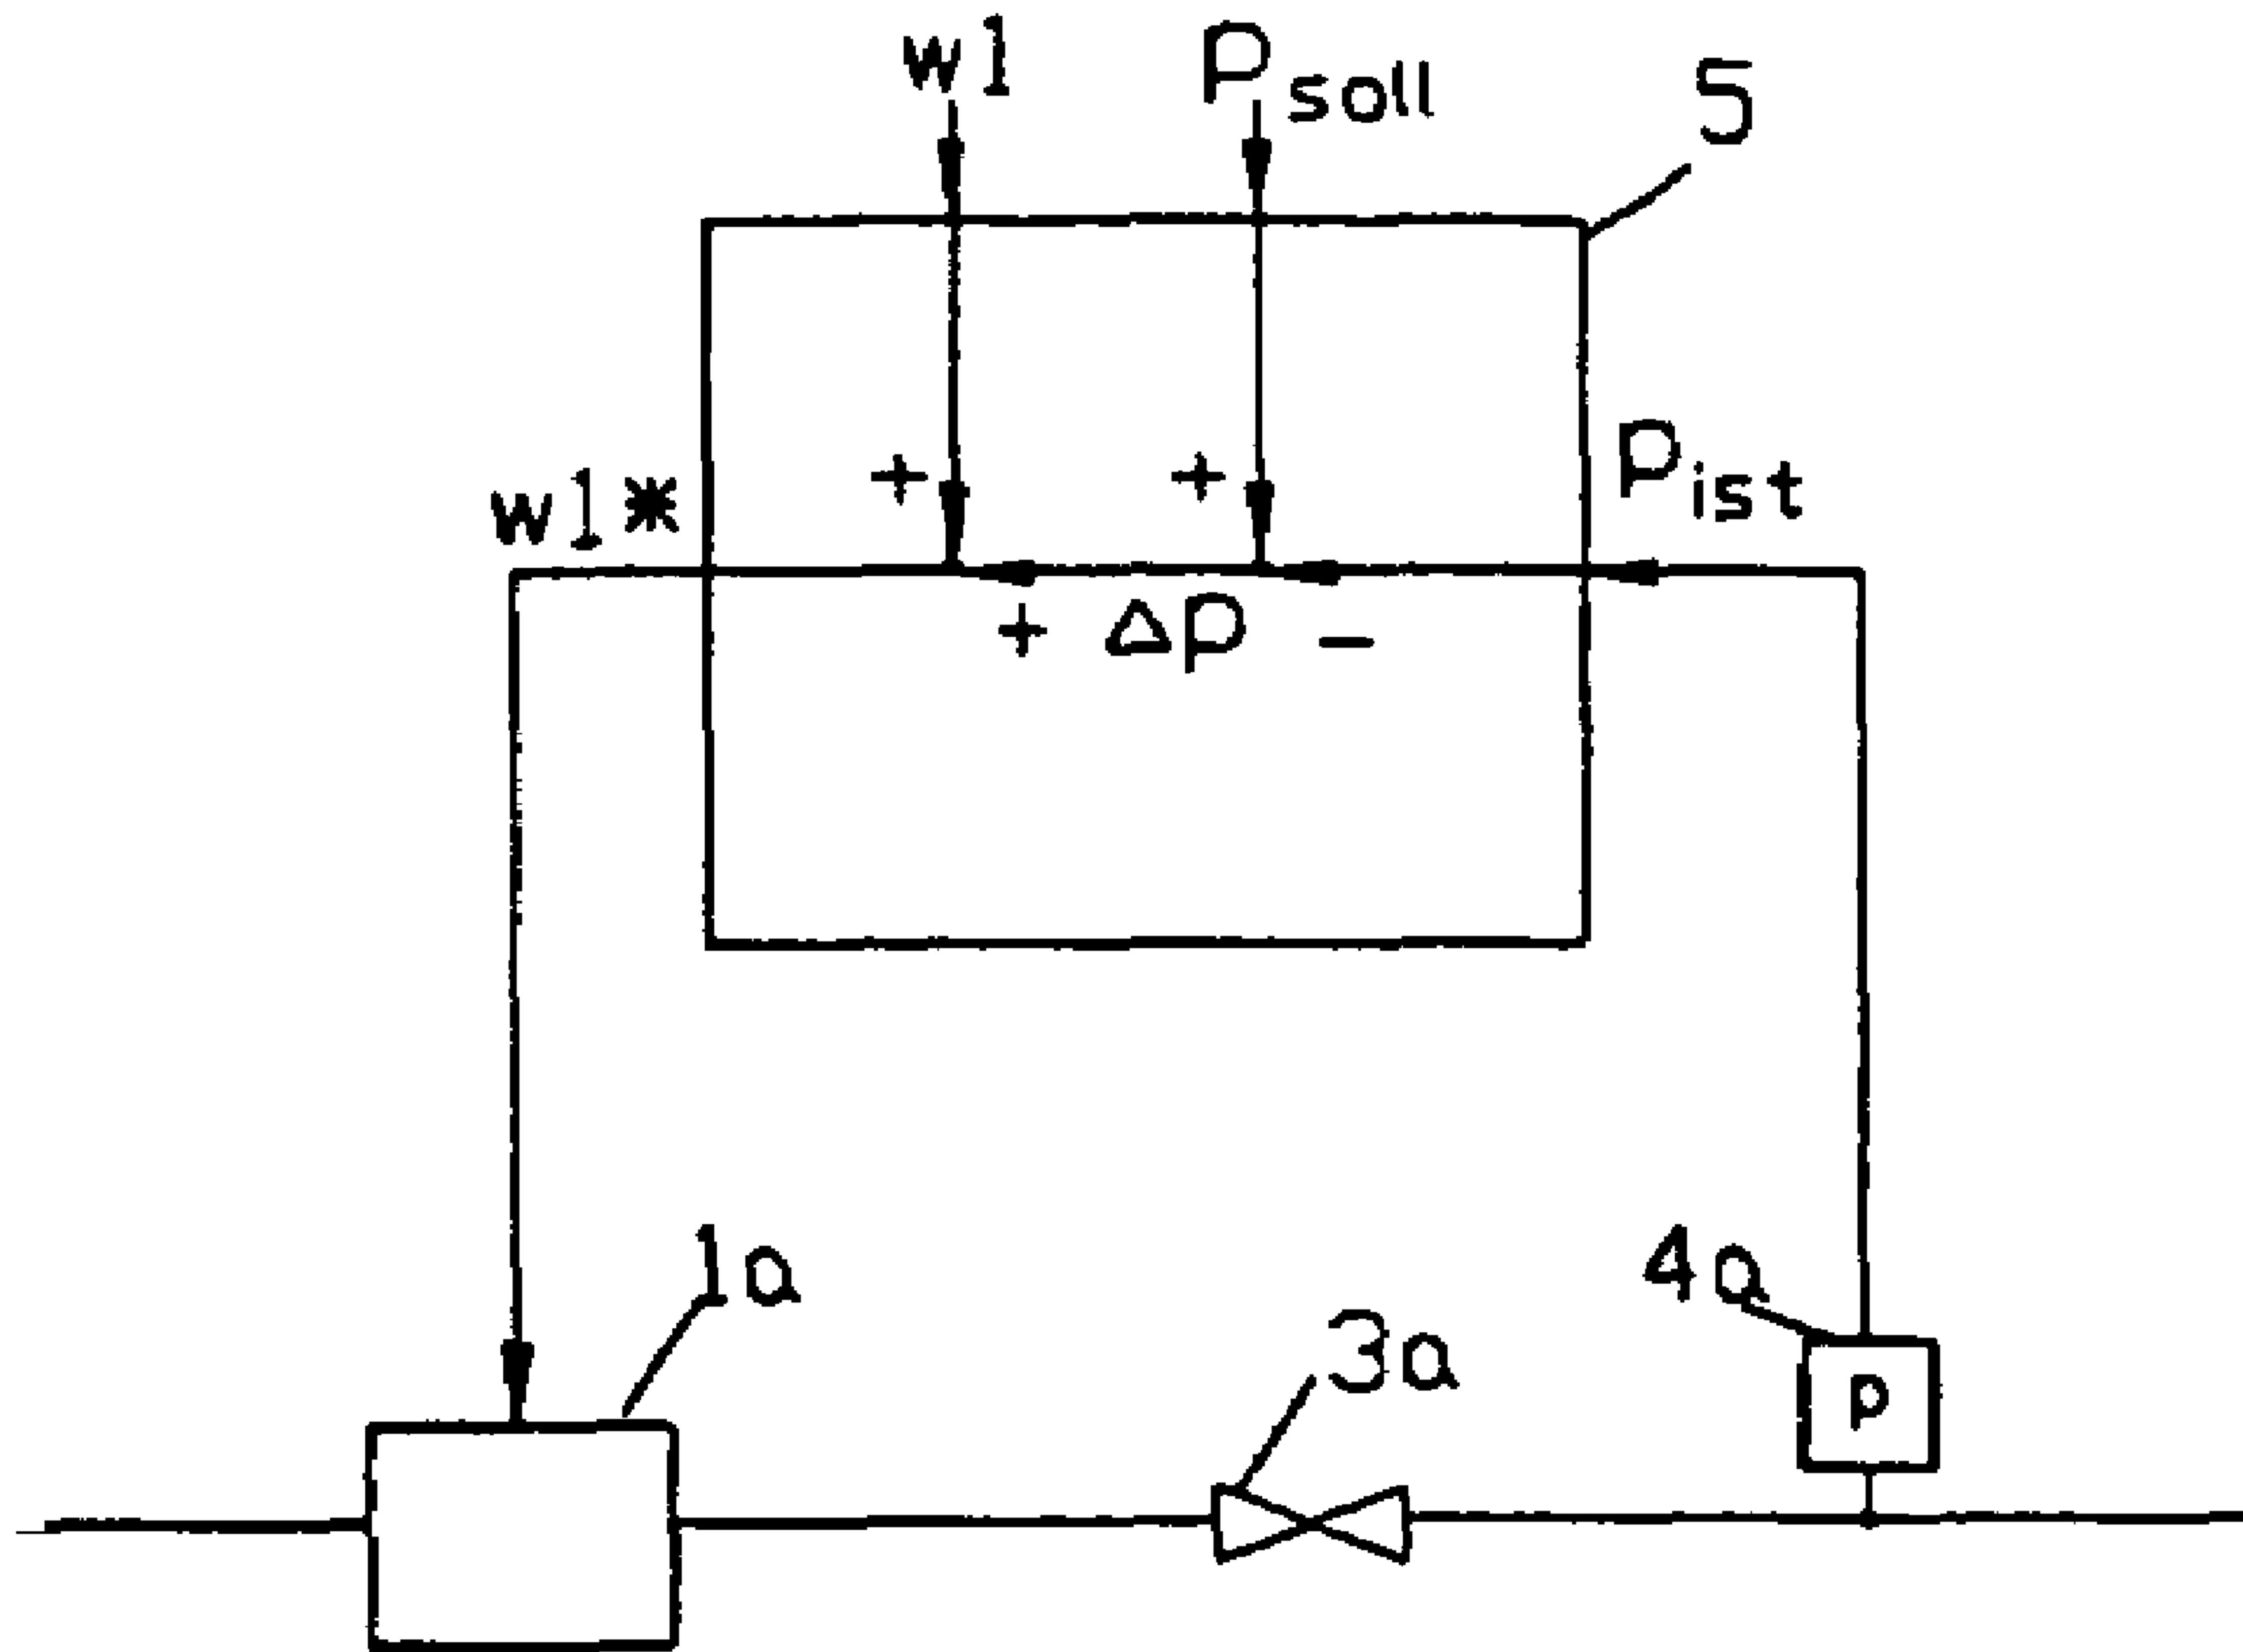 w1 P_soll 5
+ +
w1* P_ist
+ ΔP -
1a 3a 4a
p